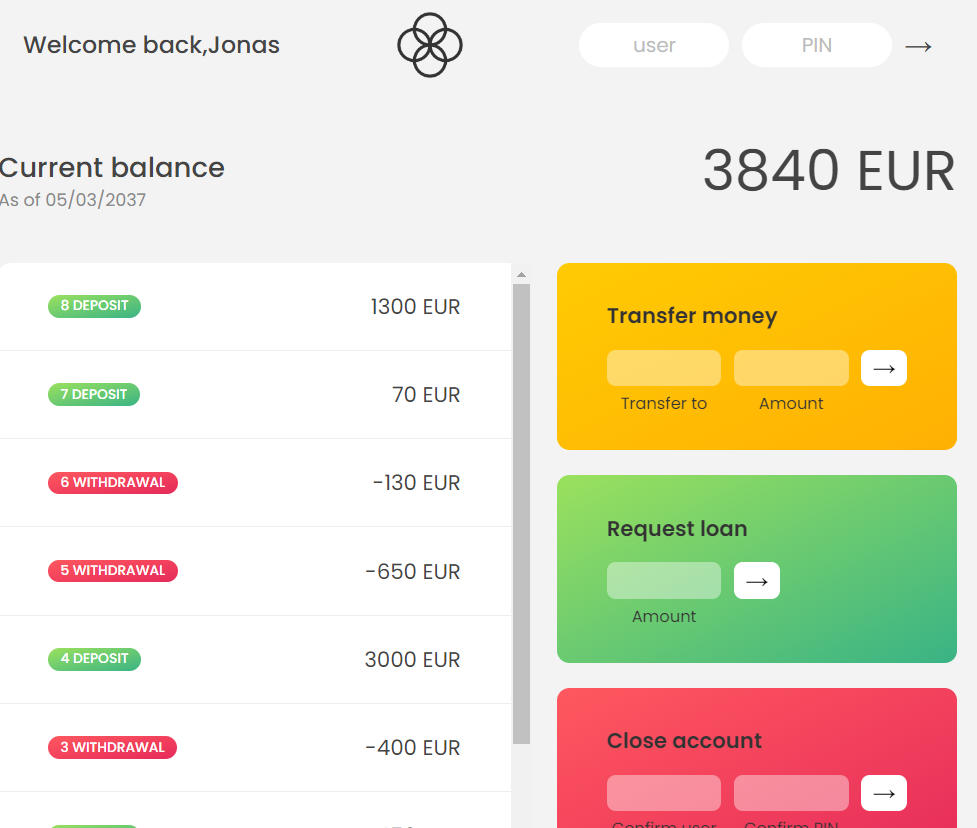 Welcome back,Jonas
user
PIN
→
Current balance
As of 05/03/2037
3840 EUR
8 DEPOSIT 1300 EUR
7 DEPOSIT 70 EUR
6 WITHDRAWAL -130 EUR
5 WITHDRAWAL -650 EUR
4 DEPOSIT 3000 EUR
3 WITHDRAWAL -400 EUR
Transfer money
→
Transfer to
Amount
Request loan
→
Amount
Close account
→
Confirm user
Confirm PIN